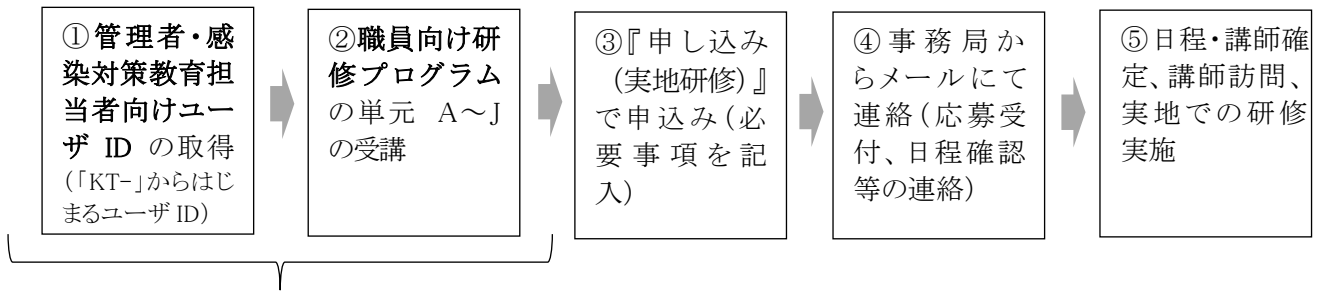 ①管理者・感
染対策教育担
当者向けユー
ザ ID の取得
(「KT-」からはじ
まるユーザ ID)
②職員向け研
修プログラム
の単元 A～J
の受講
③『申し込み
(実地研修)』
で申込み(必
要事項を記
入)
④事務局か
らメールにて
連絡(応募受
付、日程確認
等の連絡)
⑤日程・講師確
定、講師訪問、
実地での研修
実施